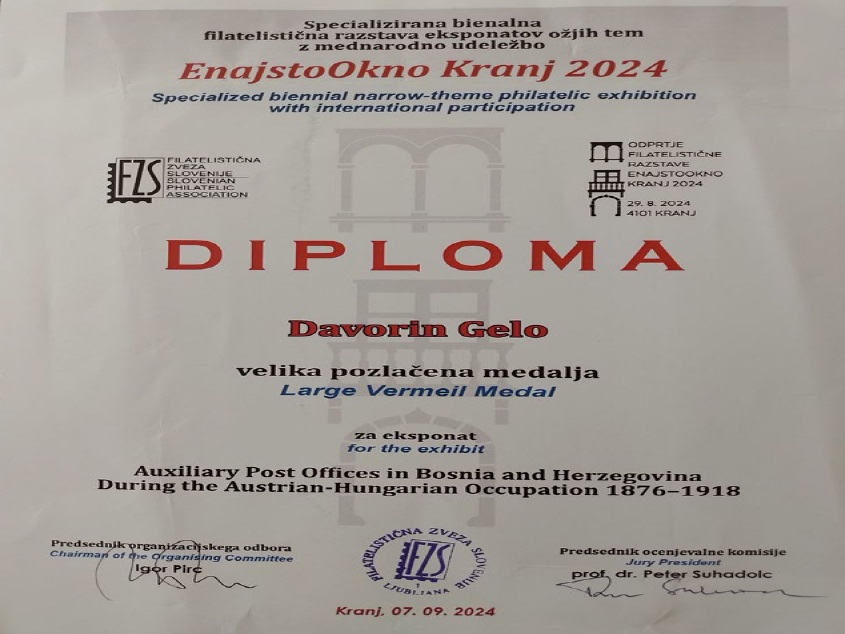 Specializirana bienalna
filatelistična razstava eksponatov ožjih tem
z mednarodno udeležbo
EnajstoOkno Kranj 2024
Specialized biennial narrow-theme philatelic exhibition
with international participation
FZS
FILATELISTIČNA
ZVEZA
SLOVENIJE
SLOVENIAN
PHILATELIC
ASSOCIATION
ODPRTJE
FILATELISTIČNE
RAZSTAVE
ENAJSTOOKNO
KRANJ 2024
29. 8. 2024
4101 KRANJ
DIPLOMA
Davorin Gelo
velika pozlačena medalja
Large Vermeil Medal
za eksponat
for the exhibit
Auxiliary Post Offices in Bosnia and Herzegovina
During the Austrian-Hungarian Occupation 1876–1918
Predsednik organizacijskega odbora
Chairman of the Organising Committee
Igor Pirc
FILATELISTIČNA ZVEZA SLOVENIJE
FZS
1
LJUBLJANA
Predsednik ocenjevalne komisije
Jury President
prof. dr. Peter Suhadolc
Kranj, 07. 09. 2024